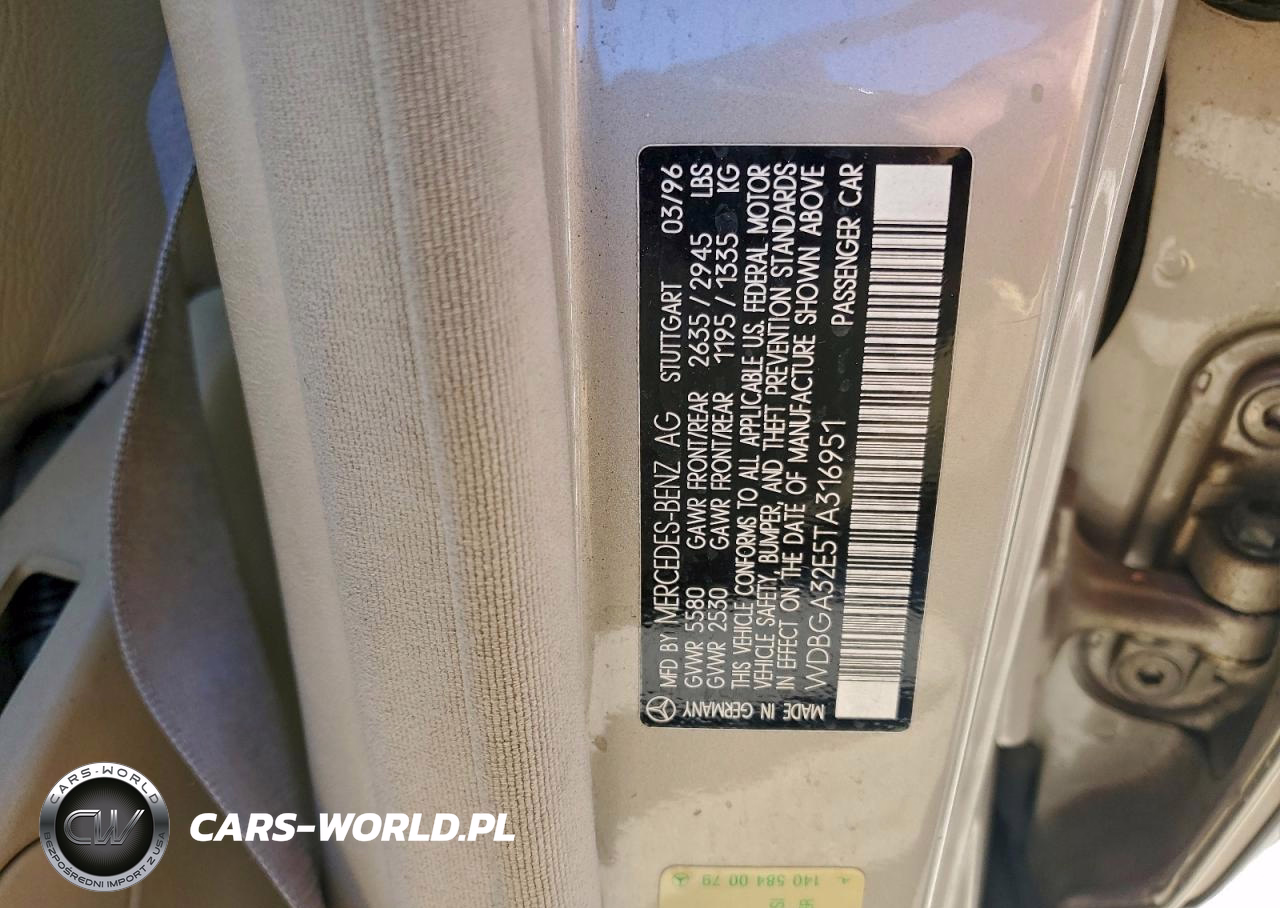 MFD BY MERCEDES-BENZ AG STUTTGART 03/96
GVWR 5580 GAWR FRONT/REAR 2635/2945 LBS
GVWR 2530 GAWR FRONT/REAR 1195/1335 KG
THIS VEHICLE CONFORMS TO ALL APPLICABLE U.S. FEDERAL MOTOR
VEHICLE SAFETY, BUMPER, AND THEFT PREVENTION STANDARDS
IN EFFECT ON THE DATE OF MANUFACTURE SHOWN ABOVE
WDBGA32E5TA316951 PASSENGER CAR
MADE IN GERMANY
140 584 00 79
CARS-WORLD
CW
BEZPOŚREDNI IMPORT Z USA
CARS-WORLD.PL